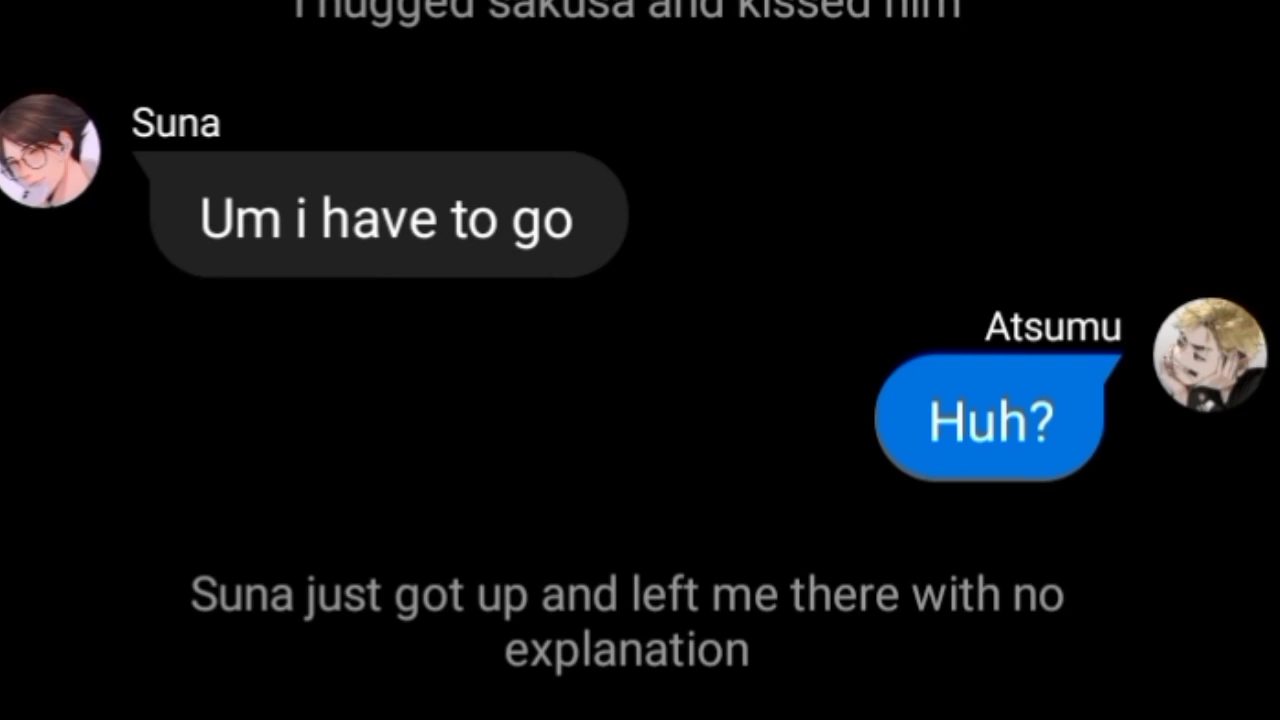 I hugged sakusa and kissed him
Suna
Um i have to go
Atsumu
Huh?
Suna just got up and left me there with no
explanation